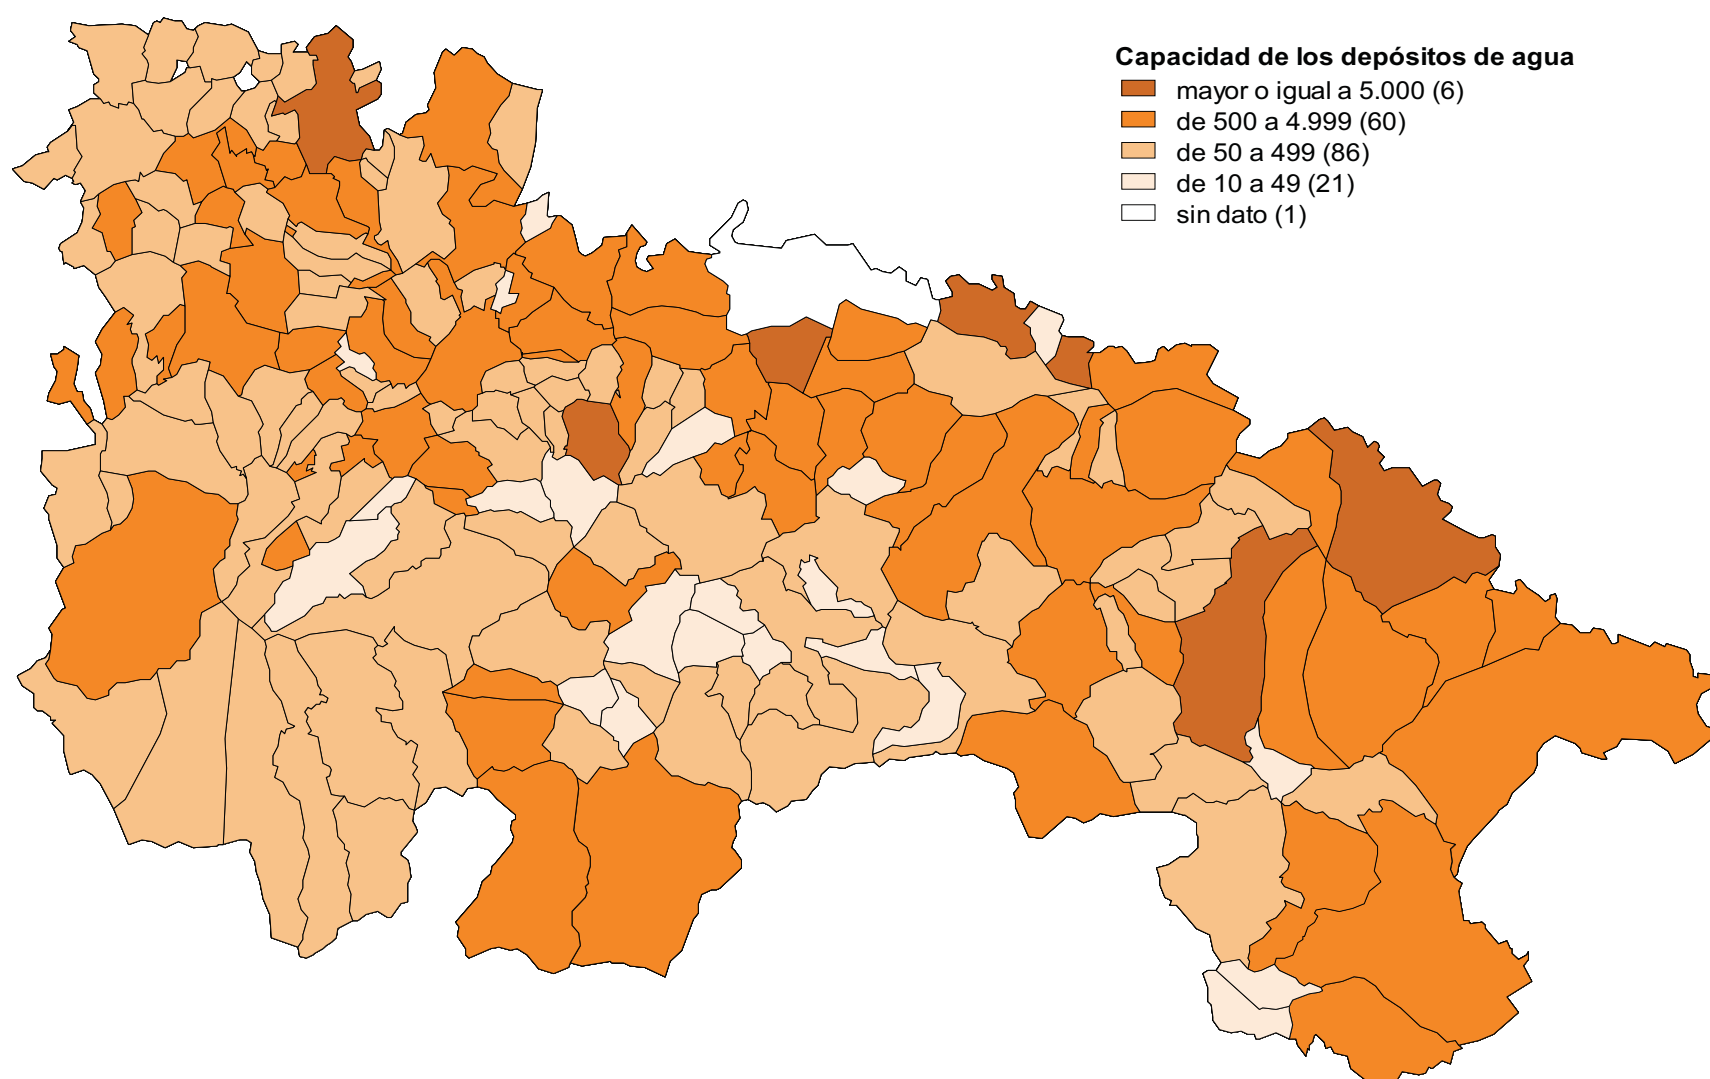 Capacidad de los depósitos de agua
mayor o igual a 5.000 (6)
de 500 a 4.999 (60)
de 50 a 499 (86)
de 10 a 49 (21)
sin dato (1)